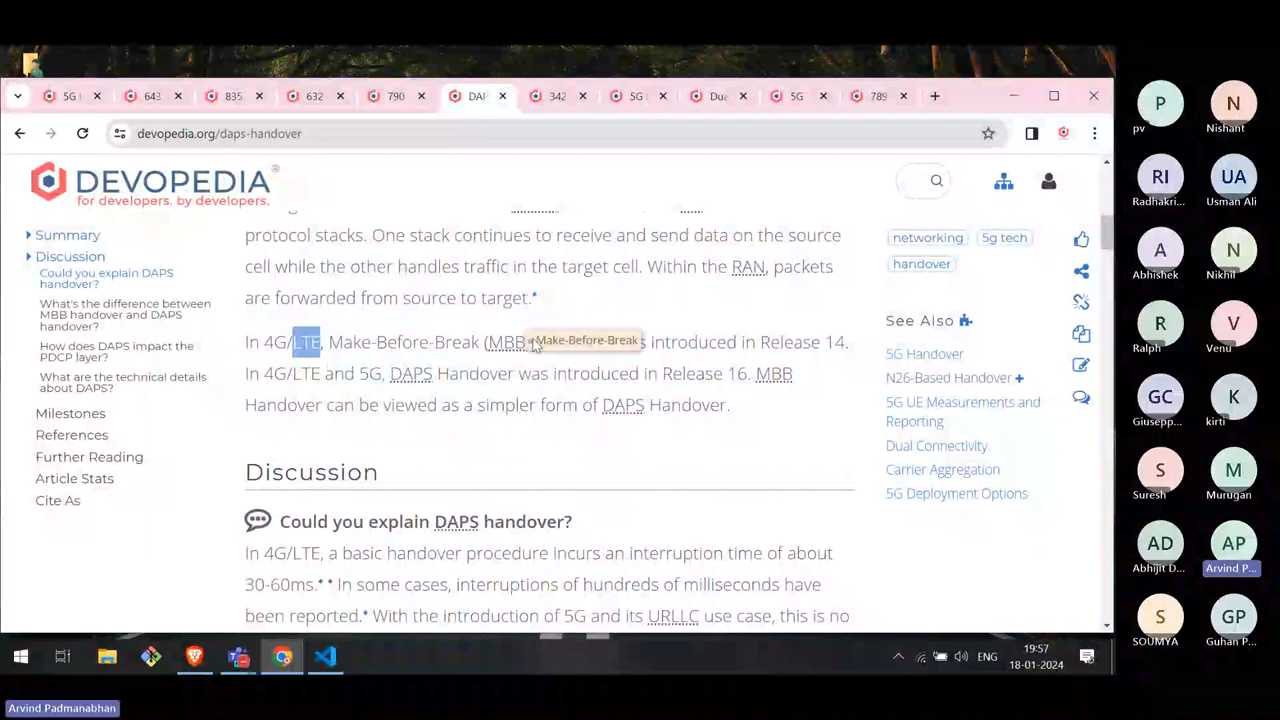 5G
643
835
632
790
DAP
342
5G
Dua
5G
789
devopedia.org/daps-handover
DEVOPEDIA®
for developers. by developers.
Summary
Discussion
Could you explain DAPS
handover?
What's the difference between
MBB handover and DAPS
handover?
How does DAPS impact the
PDCP layer?
What are the technical details
about DAPS?
Milestones
References
Further Reading
Article Stats
Cite As
protocol stacks. One stack continues to receive and send data on the source
cell while the other handles traffic in the target cell. Within the RAN, packets
are forwarded from source to target.
In 4G/LTE, Make-Before-Break (MBB Make-Before-Break s introduced in Release 14.
In 4G/LTE and 5G, DAPS Handover was introduced in Release 16. MBB
Handover can be viewed as a simpler form of DAPS Handover.
Discussion
Could you explain DAPS handover?
In 4G/LTE, a basic handover procedure incurs an interruption time of about
30-60ms. In some cases, interruptions of hundreds of milliseconds have
been reported. With the introduction of 5G and its URLLC use case, this is no
networking
5g tech
handover
See Also
5G Handover
N26-Based Handover +
5G UE Measurements and
Reporting
Dual Connectivity
Carrier Aggregation
5G Deployment Options
P
pv
N
Nishant
RI
Radhakri...
UA
Usman Ali
A
Abhishek
N
Nikhil
R
Ralph
V
Venu
GC
Giusepp...
K
kirti
S
Suresh
M
Murugan
AD
Abhijit D...
AP
Arvind P...
S
SOUMYA
GP
Guhan P...
ENG
19:57
18-01-2024
Arvind Padmanabhan